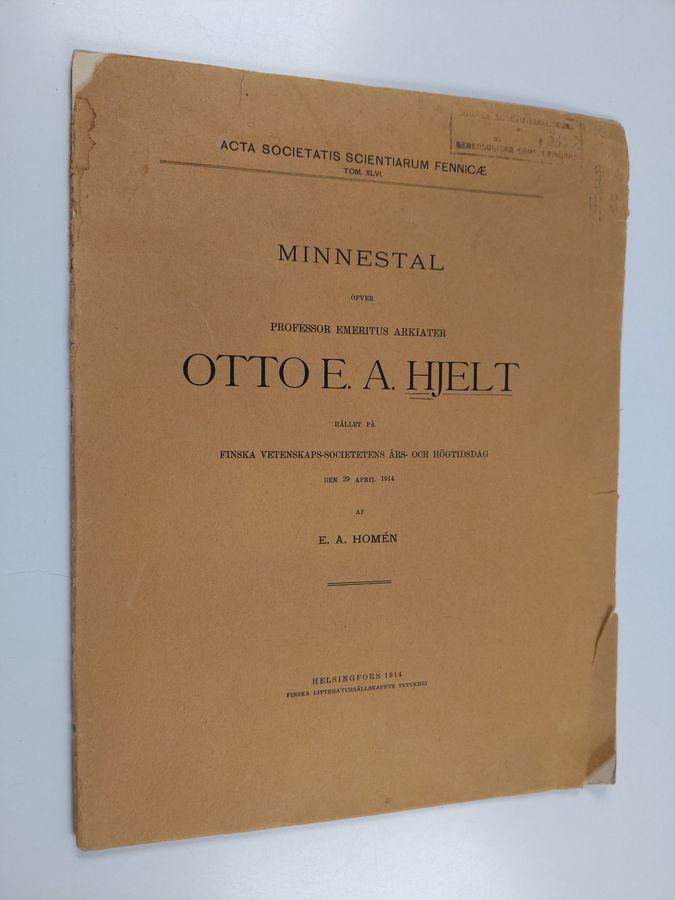 ACTA SOCIETATIS SCIENTIARUM FENNICÆ
TOM. XLVI.
MINNESTAL
ÖFVER
PROFESSOR EMERITUS ARKIATER
OTTO E. A. HJELT
HÅLLET PÅ
FINSKA VETENSKAPS-SOCIETETENS ÅRS- OCH HÖGTIDSDAG
DEN 29 APRIL 1914
AF
E. A. HOMÉN
HELSINGFORS 1914
FINSKA LITTERATURSÄLLSKAPETS TRYCKERI